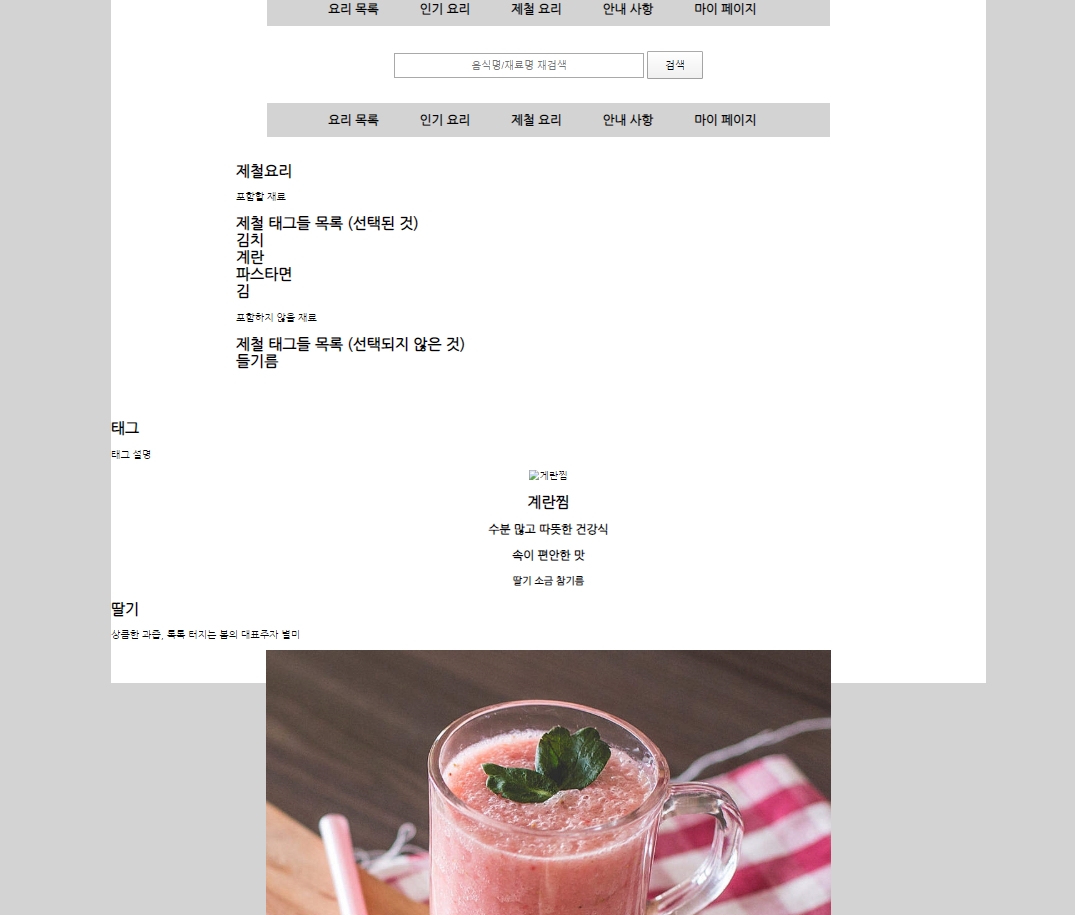 요리 목록 인기 요리 제철 요리 안내 사항 마이 페이지
음식명/재료명 재검색 검색
요리 목록 인기 요리 제철 요리 안내 사항 마이 페이지
제철요리
포함할 재료
제철 태그들 목록 (선택된 것)
김치
계란
파스타면
김
포함하지 않을 재료
제철 태그들 목록 (선택되지 않은 것)
들기름
태그
태그 설명
계란찜
계란찜
수분 많고 따뜻한 건강식
속이 편안한 맛
딸기 소금 참기름
딸기
상큼한 과즙, 톡톡 터지는 봄의 대표주자 별미